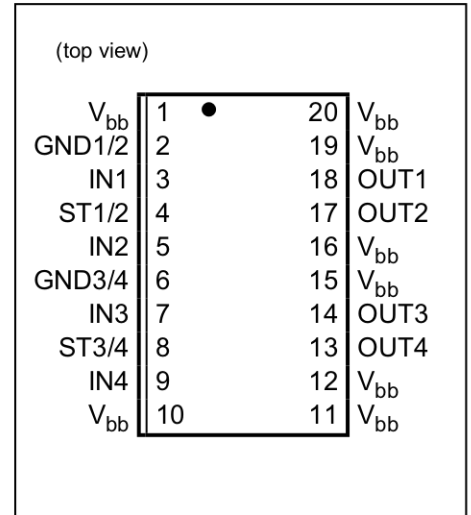 (top view)
Vbb 1 20 Vbb
GND1/2 2 19 Vbb
IN1 3 18 OUT1
ST1/2 4 17 OUT2
IN2 5 16 Vbb
GND3/4 6 15 Vbb
IN3 7 14 OUT3
ST3/4 8 13 OUT4
IN4 9 12 Vbb
Vbb 10 11 Vbb